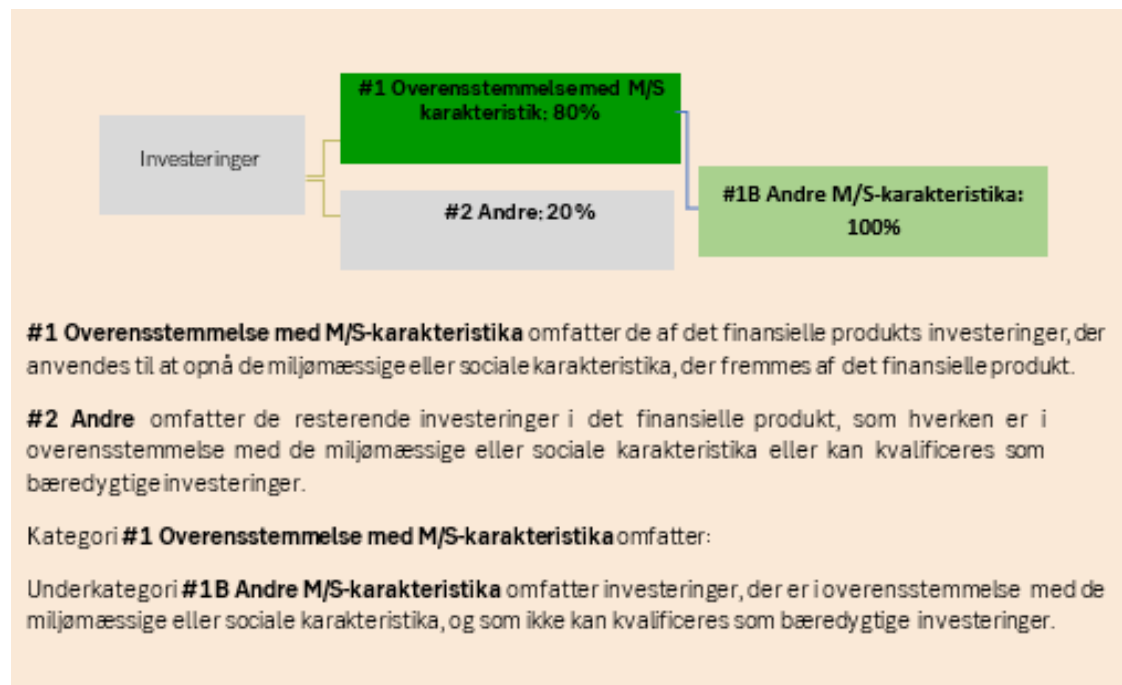 #1 Overensstemmelse med M/S
karakteristik: 80%
Investeringer
#1B Andre M/S-karakteristika:
100%
#2 Andre: 20%
#1 Overensstemmelse med M/S-karakteristika omfatter de af det finansielle produkts investeringer, der
anvendes til at opnå de miljømæssige eller sociale karakteristika, der fremmes af det finansielle produkt.
#2 Andre omfatter de resterende investeringer i det finansielle produkt, som hverken er i
overensstemmelse med de miljømæssige eller sociale karakteristika eller kan kvalificeres som
bæredygtige investeringer.
Kategori #1 Overensstemmelse med M/S-karakteristika omfatter:
Underkategori #1B Andre M/S-karakteristika omfatter investeringer, der er i overensstemmelse med de
miljømæssige eller sociale karakteristika, og som ikke kan kvalificeres som bæredygtige investeringer.